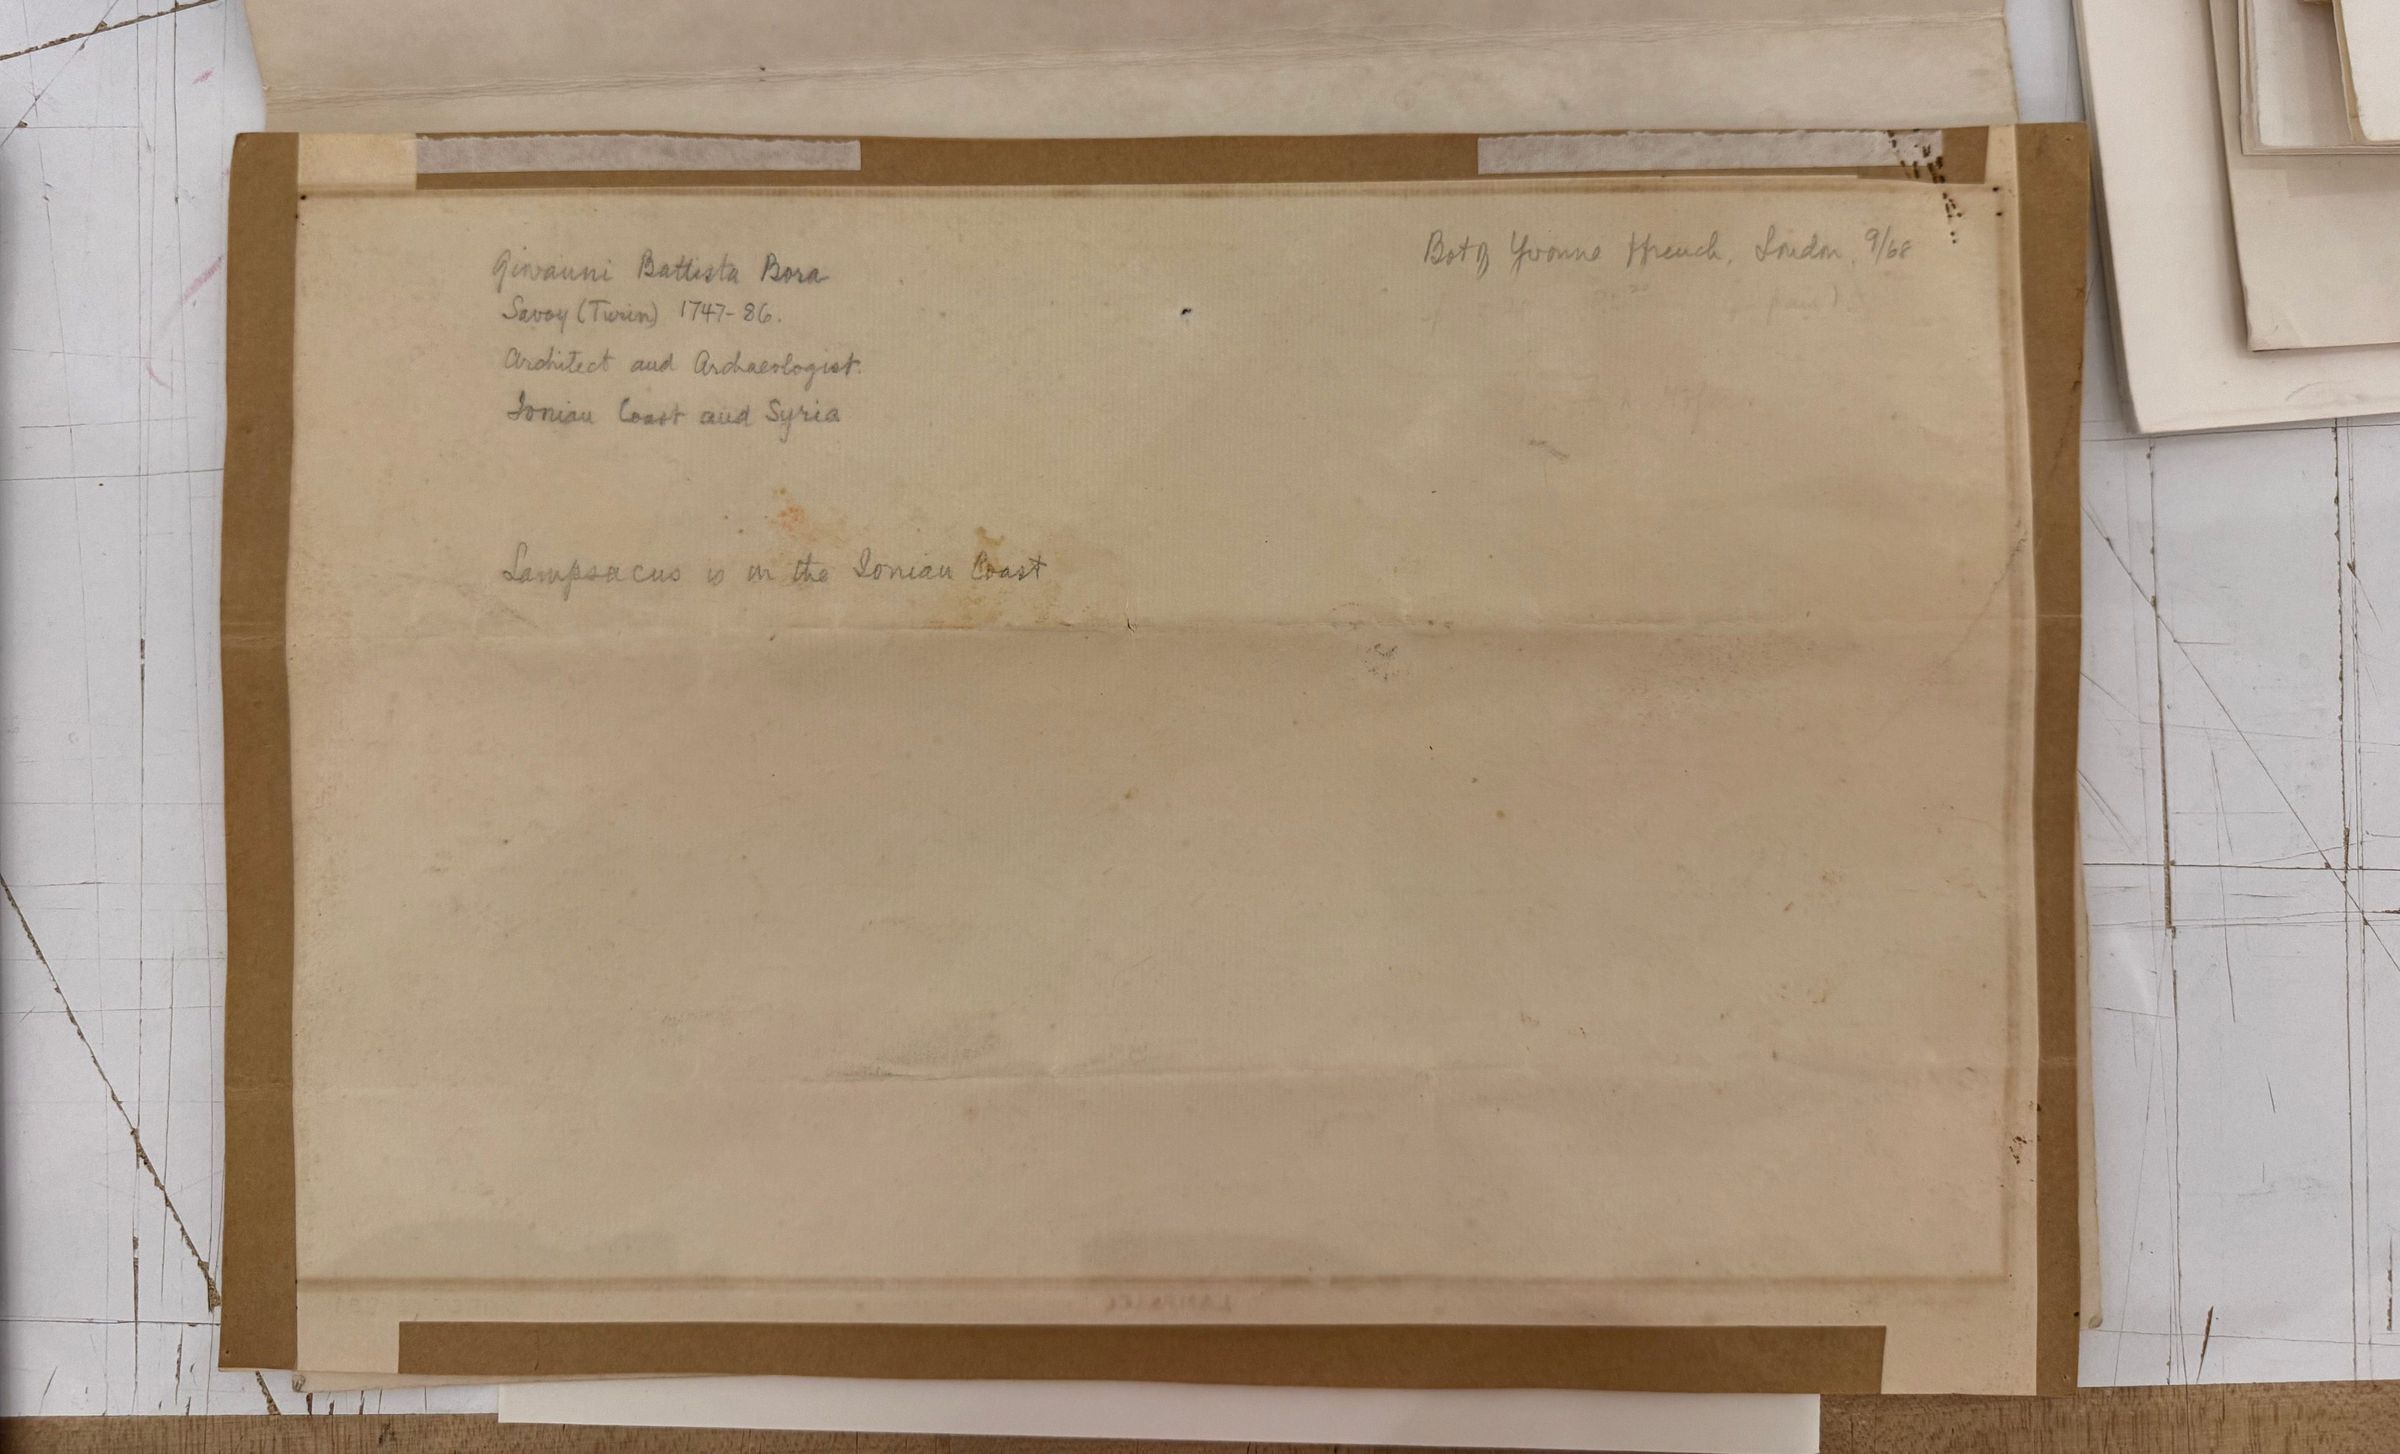 Giovanni Battista Bora
Savoy (Turin) 1747-86.
Architect and Archaeologist.
Ionian Coast and Syria
Bot of Yvonne ffrench, London, 9/68
Lampsacus is in the Ionian Coast